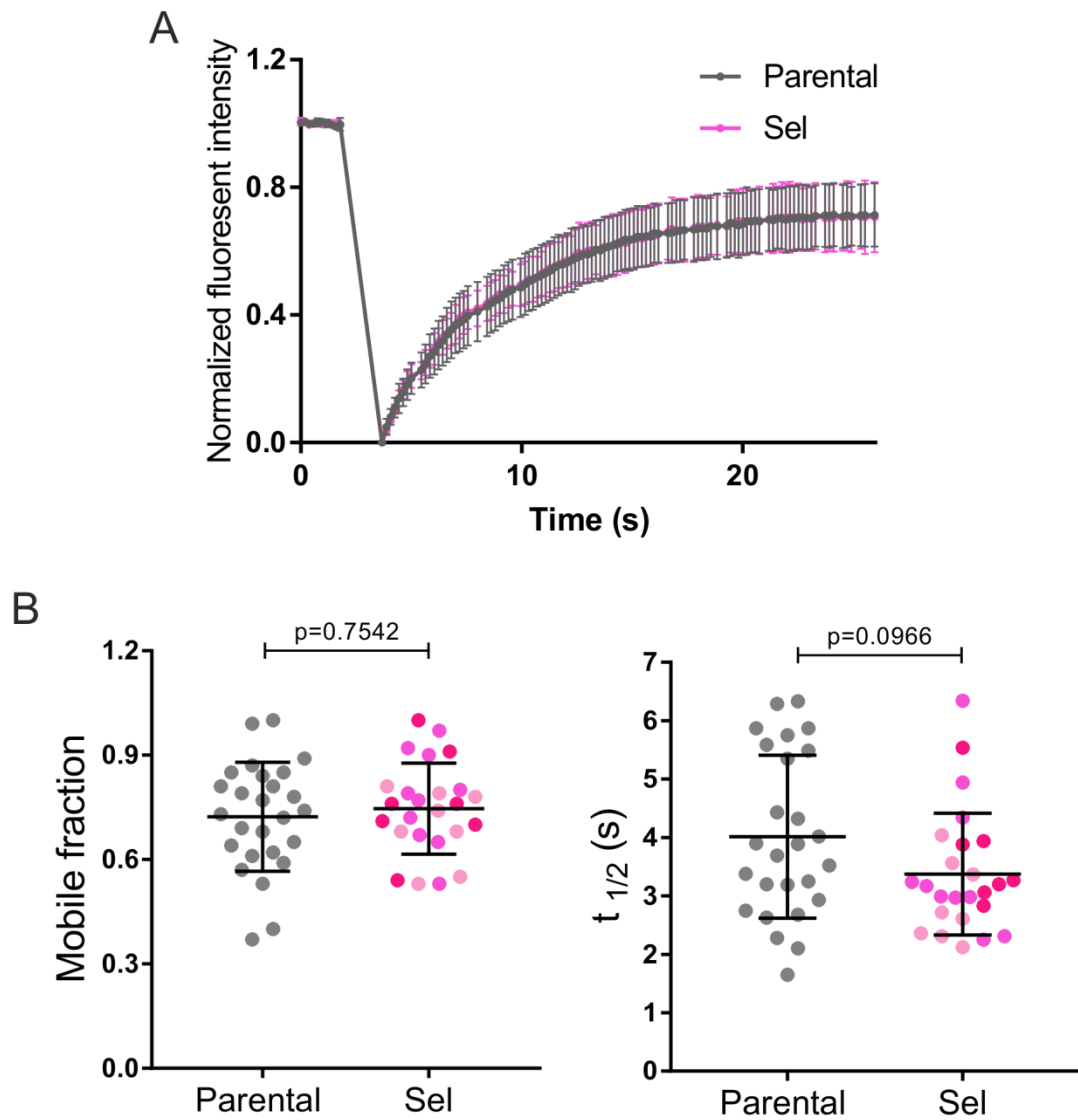 A
Normalized fluorescent intensity
1.2
0.8
0.4
0.0
0
10
20
Time (s)
Parental
Sel
B
Mobile fraction
1.2
0.9
0.6
0.3
0.0
p=0.7542
Parental
Sel
t 1/2 (s)
7
6
5
4
3
2
1
0
p=0.0966
Parental
Sel